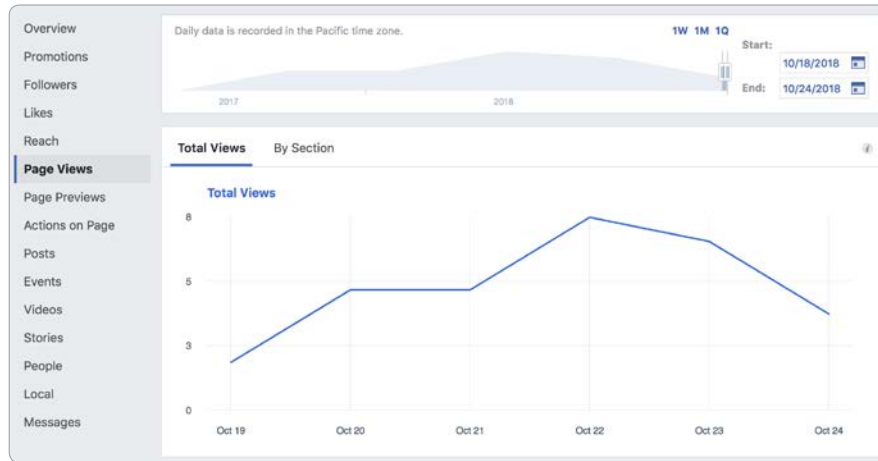 Overview
Promotions
Followers
Likes
Reach
Page Views
Page Previews
Actions on Page
Posts
Events
Videos
Stories
People
Local
Messages
Daily data is recorded in the Pacific time zone.
1W 1M 1Q
Start:
10/18/2018
End:
10/24/2018
2017
2018
Total Views By Section
i
Total Views
8
5
3
0
Oct 19 Oct 20 Oct 21 Oct 22 Oct 23 Oct 24